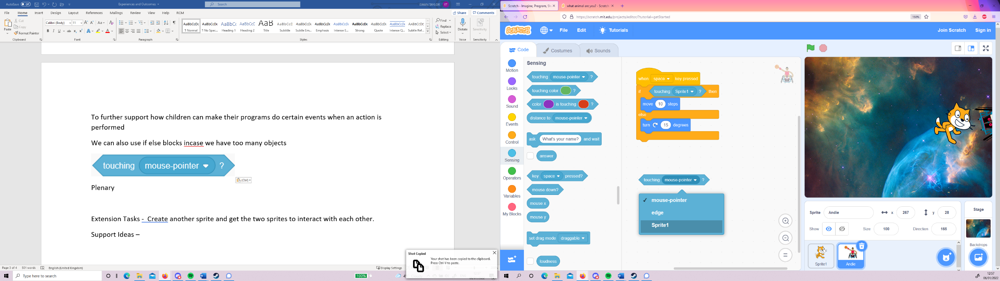 AutoSave Off
Experiences and Outcomes
Search
EWAN TAYLOR ET
File Home Insert Design Layout References Mailings Review View Help RCM
Share Comments
Paste
Cut
Copy
Format Painter
Calibri (Body) 11
Find
Replace
Select
Dictate
Sensitivity
AaBbCcDc AaBbCcDc AaBbCc AaBbCcC AaB AaBbCcD AaBbCcDc AaBbCcDc AaBbCcDc AaBbCcDc AaBbCcDc AaBbCcDc AABBCCDC
¶ Normal ¶ No Spac... Heading 1 Heading 2 Title Subtitle Subtle Em... Emphasis Intense E... Strong Quote Intense Q... Subtle Ref...
Clipboard Font Paragraph Styles Editing Voice Sensitivity
To further support how children can make their programs do certain events when an action is
performed
We can also use if else blocks incase we have too many objects
touching mouse-pointer ?
(Ctrl)
Plenary
Extension Tasks - Create another sprite and get the two sprites to interact with each other.
Support Ideas –
Shot Copied
Your shot has been copied to the clipboard.
Press Ctrl-V to paste.
Page 3 of 4 501 words English (United Kingdom)
Display Settings
Type here to search
100%
Scratch - Imagine, Program, Sh
what animal are you? - Scratch
https://scratch.mit.edu/projects/editor/?tutorial=getStarted
150%
ABP
SCRATCH
File Edit Tutorials
Join Scratch Sign in
Code Costumes Sounds
Motion
Looks
Sound
Events
Control
Sensing
Operators
Variables
My Blocks
Sensing
touching mouse-pointer ?
touching color ?
color is touching ?
distance to mouse-pointer
ask What's your name? and wait
answer
key space pressed?
mouse down?
mouse x
mouse y
set drag mode draggable
loudness
when space key pressed
if touching Sprite1 ? then
move 10 steps
else
turn 15 degrees
touching mouse-pointer ?
mouse-pointer
edge
Sprite1
Sprite Andie x 267 y 28
Show Size 100 Direction 165
Sprite1
Andie
Stage
Backdrops
12:57
06/01/2022